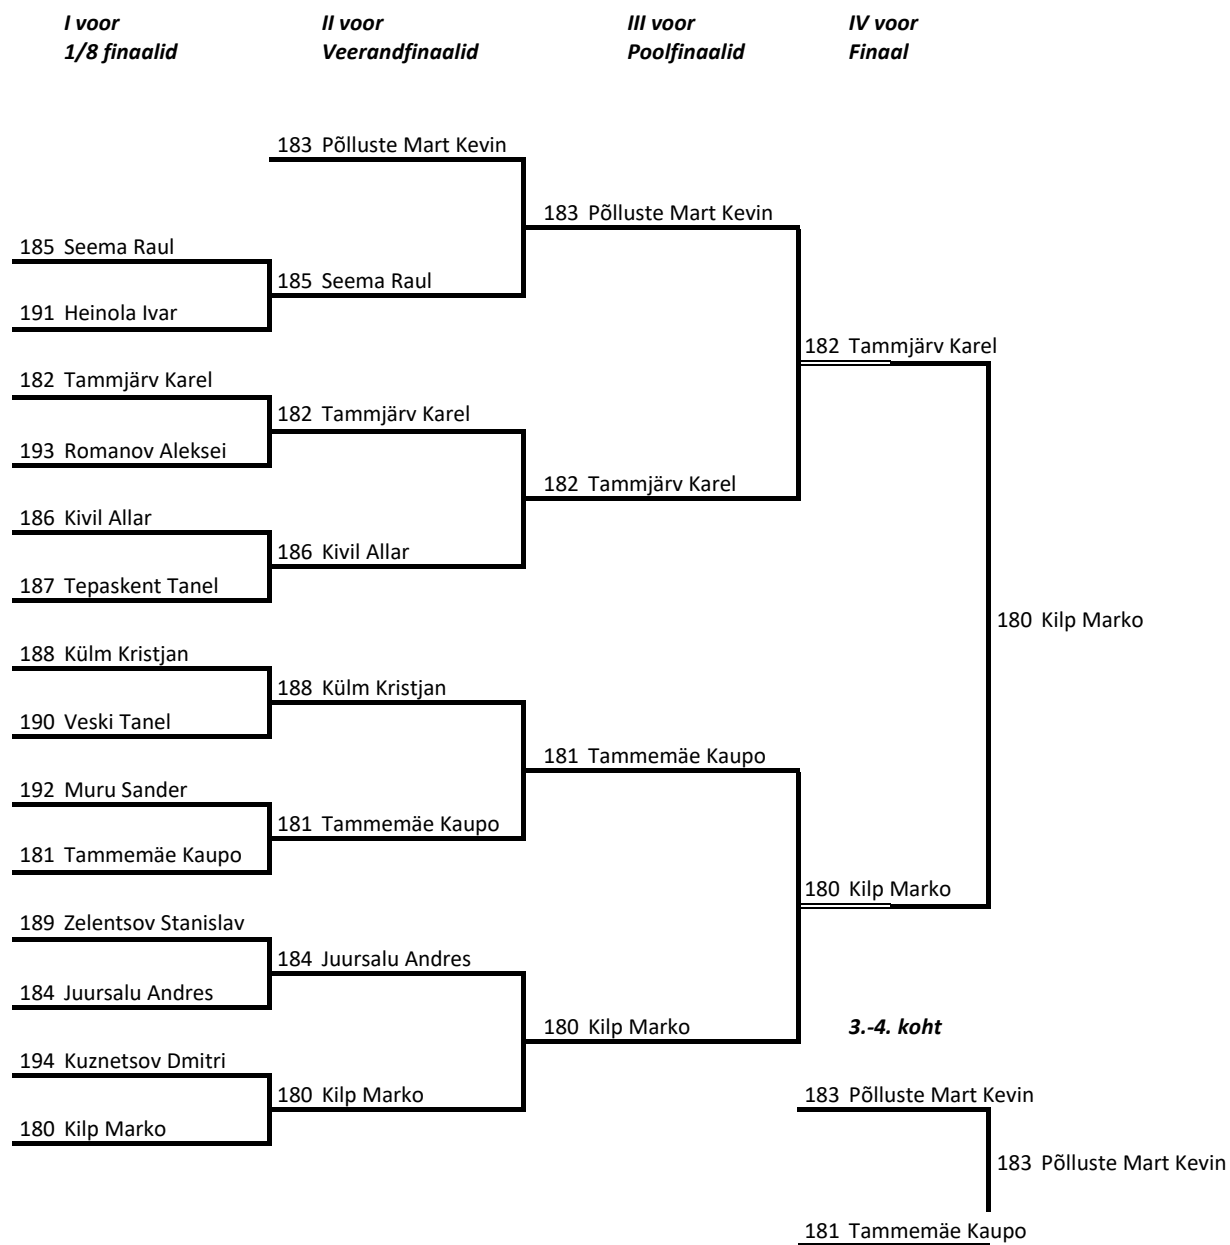 I voor II voor III voor IV voor
1/8 finaalid Veerandfinaalid Poolfinaalid Finaal
183 Põlluste Mart Kevin
183 Põlluste Mart Kevin
185 Seema Raul
185 Seema Raul
191 Heinola Ivar
182 Tammjärv Karel
182 Tammjärv Karel
182 Tammjärv Karel
193 Romanov Aleksei
182 Tammjärv Karel
186 Kivil Allar
186 Kivil Allar
187 Tepaskent Tanel
180 Kilp Marko
188 Külm Kristjan
188 Külm Kristjan
190 Veski Tanel
181 Tammemäe Kaupo
192 Muru Sander
181 Tammemäe Kaupo
181 Tammemäe Kaupo
180 Kilp Marko
189 Zelentsov Stanislav
184 Juursalu Andres
184 Juursalu Andres
180 Kilp Marko 3.-4. koht
194 Kuznetsov Dmitri
180 Kilp Marko 183 Põlluste Mart Kevin
180 Kilp Marko
183 Põlluste Mart Kevin
181 Tammemäe Kaupo